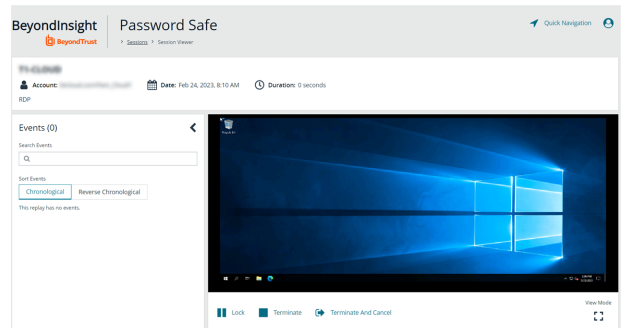 BeyondInsight
BeyondTrust
Password Safe
> Sessions > Session Viewer
Quick Navigation
T1-CLOUD
Account:
Date: Feb 24, 2023, 8:10 AM
Duration: 0 seconds
RDP
Events (0)
Search Events
Sort Events
Chronological
Reverse Chronological
This replay has no events.
Recycle Bin
Lock
Terminate
Terminate And Cancel
View Mode